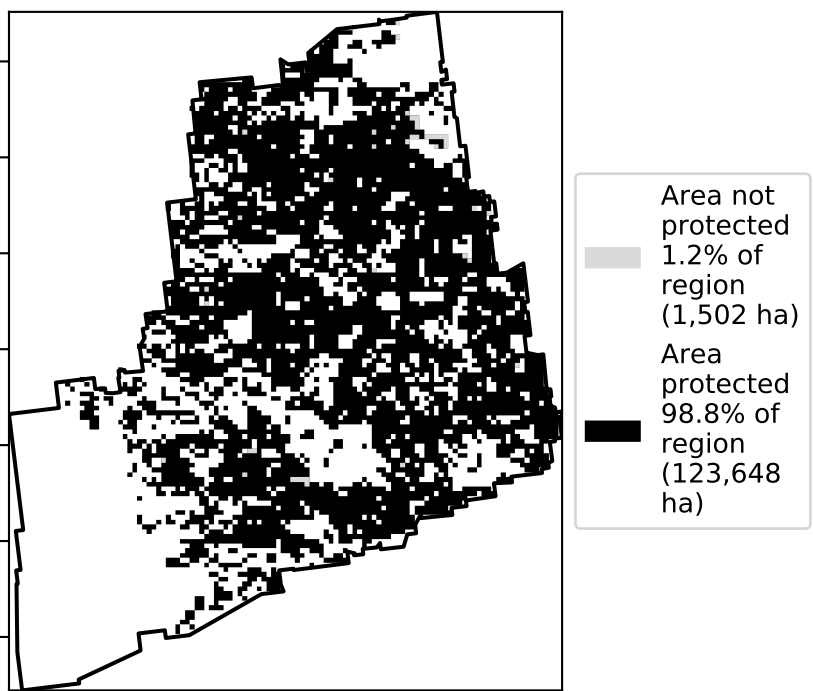 Area not
protected
1.2% of
region
(1,502 ha)
Area
protected
98.8% of
region
(123,648
ha)